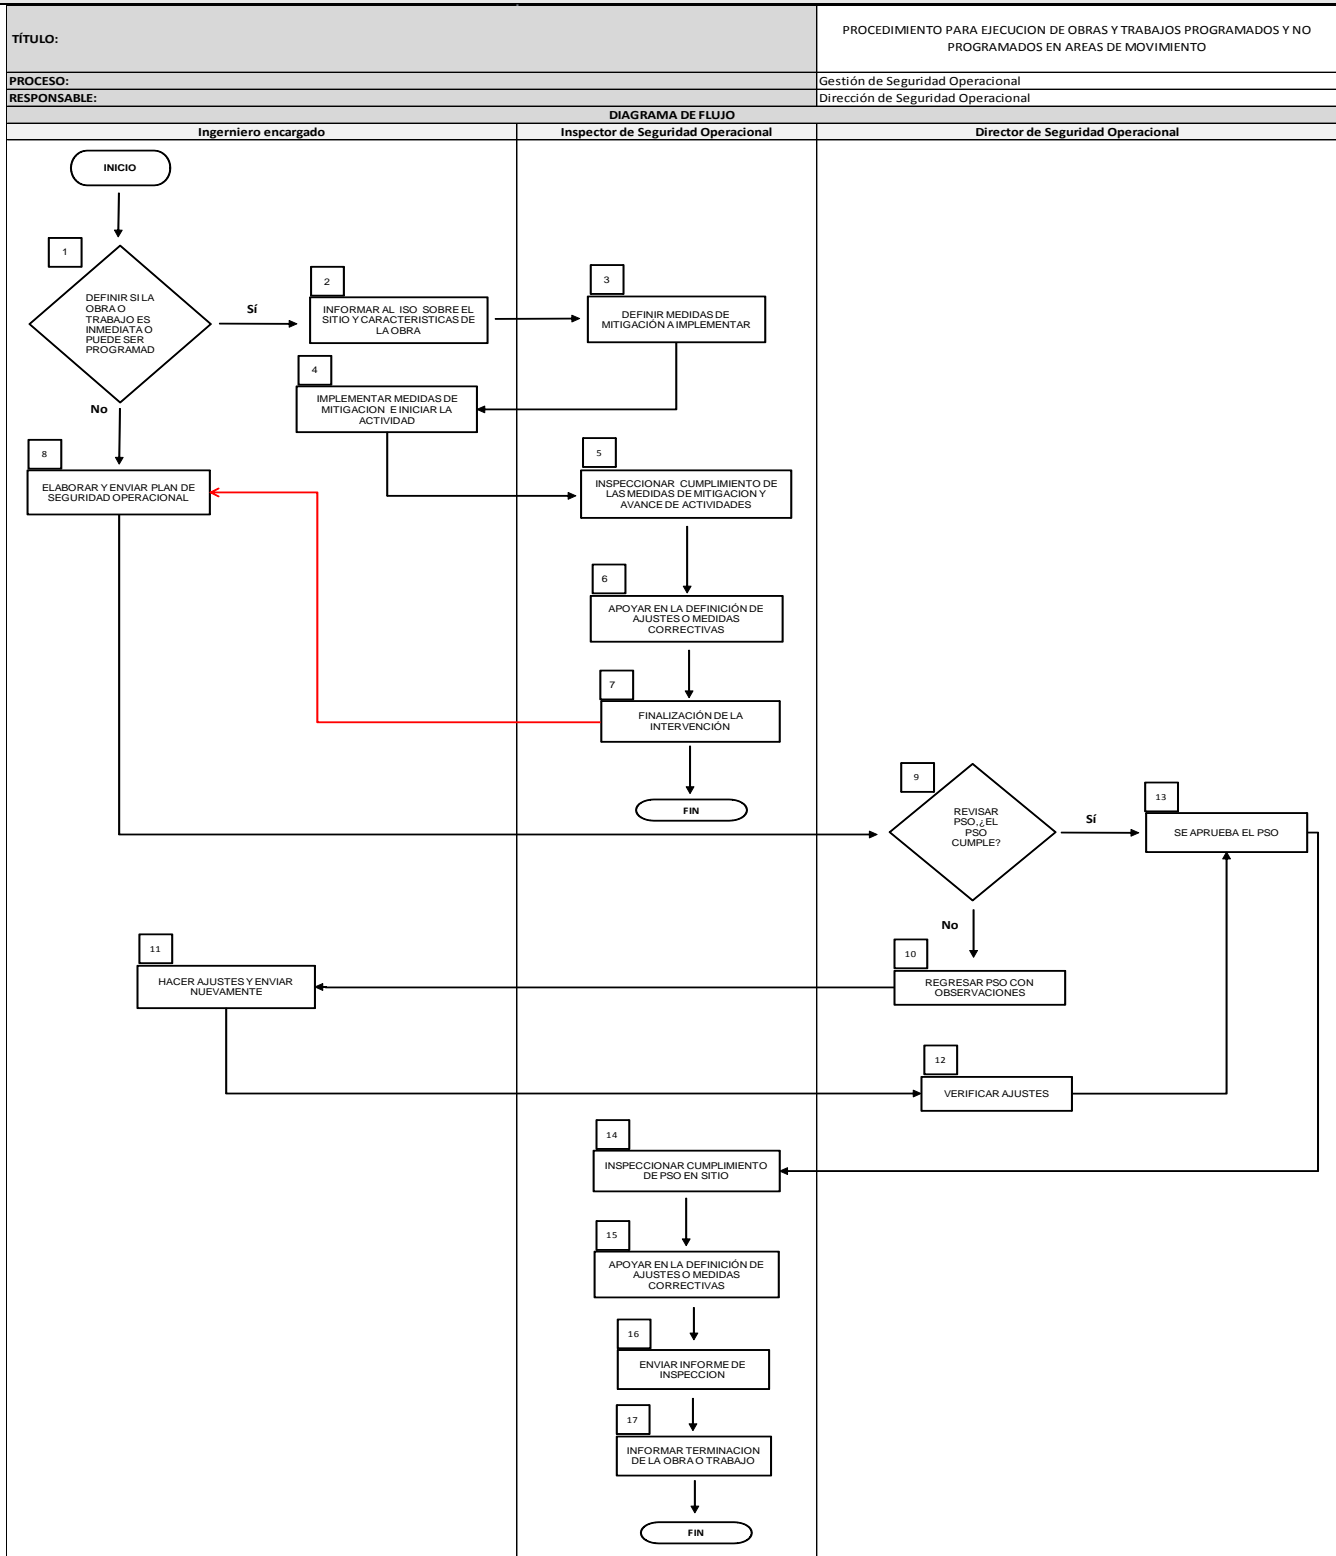 TÍTULO:
PROCEDIMIENTO PARA EJECUCION DE OBRAS Y TRABAJOS PROGRAMADOS Y NO
PROGRAMADOS EN AREAS DE MOVIMIENTO
PROCESO:
Gestión de Seguridad Operacional
RESPONSABLE:
Dirección de Seguridad Operacional
DIAGRAMA DE FLUJO
Ingerniero encargado
Inspector de Seguridad Operacional
Director de Seguridad Operacional
INICIO
1
DEFINIR SI LA
OBRA O
TRABAJO ES
INMEDIATA O
PUEDE SER
PROGRAMAD
Sí
No
2
INFORMAR AL ISO SOBRE EL
SITIO Y CARACTERISTICAS DE
LA OBRA
3
DEFINIR MEDIDAS DE
MITIGACIÓN A IMPLEMENTAR
4
IMPLEMENTAR MEDIDAS DE
MITIGACION E INICIAR LA
ACTIVIDAD
8
ELABORAR Y ENVIAR PLAN DE
SEGURIDAD OPERACIONAL
5
INSPECCIONAR CUMPLIMIENTO DE
LAS MEDIDAS DE MITIGACION Y
AVANCE DE ACTIVIDADES
6
APOYAR EN LA DEFINICIÓN DE
AJUSTES O MEDIDAS
CORRECTIVAS
7
FINALIZACIÓN DE LA
INTERVENCIÓN
FIN
9
REVISAR
PSO,¿EL
PSO
CUMPLE?
Sí
No
13
SE APRUEBA EL PSO
11
HACER AJUSTES Y ENVIAR
NUEVAMENTE
10
REGRESAR PSO CON
OBSERVACIONES
12
VERIFICAR AJUSTES
14
INSPECCIONAR CUMPLIMIENTO
DE PSO EN SITIO
15
APOYAR EN LA DEFINICIÓN DE
AJUSTES O MEDIDAS
CORRECTIVAS
16
ENVIAR INFORME DE
INSPECCION
17
INFORMAR TERMINACION
DE LA OBRA O TRABAJO
FIN